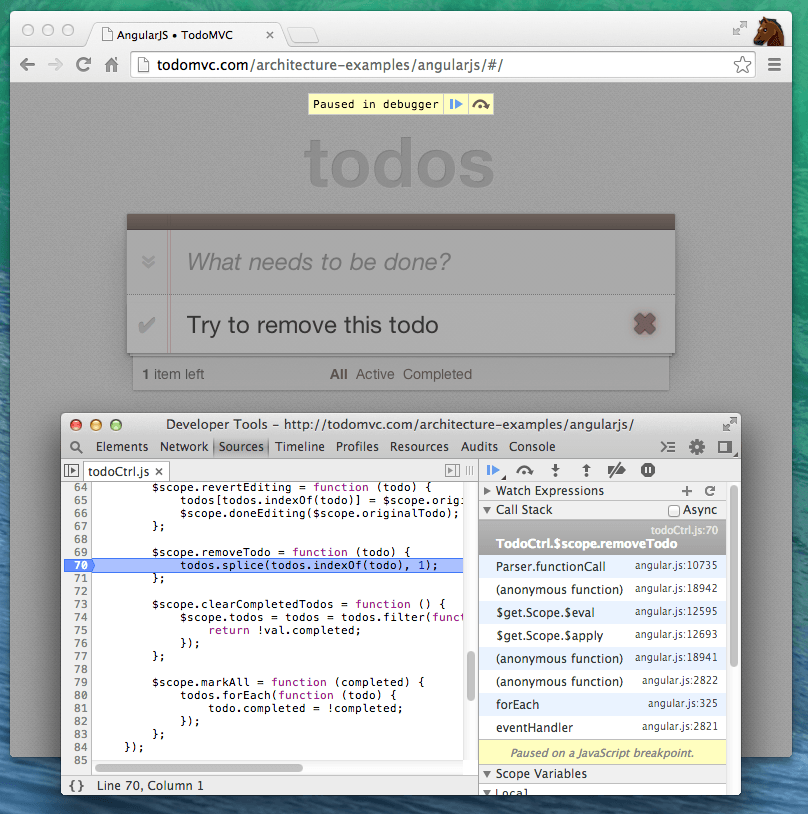 AngularJS • TodoMVC
todomvc.com/architecture-examples/angularjs/#/
Paused in debugger
todos
What needs to be done?
Try to remove this todo
1 item left All Active Completed
Developer Tools - http://todomvc.com/architecture-examples/angularjs/
Elements Network Sources Timeline Profiles Resources Audits Console
todoCtrl.js
64 $scope.revertEditing = function (todo) {
65 todos[todos.indexOf(todo)] = $scope.orig
66 $scope.doneEditing($scope.originalTodo);
67 };
68
69 $scope.removeTodo = function (todo) {
70 todos.splice(todos.indexOf(todo), 1);
71 };
72
73 $scope.clearCompletedTodos = function () {
74 $scope.todos = todos = todos.filter(func
75 return !val.completed;
76 });
77 };
78
79 $scope.markAll = function (completed) {
80 todos.forEach(function (todo) {
81 todo.completed = !completed;
82 });
83 };
84 });
85
{ } Line 70, Column 1
Watch Expressions
Call Stack Async
todoCtrl.js:70
TodoCtrl.$scope.removeTodo
Parser.functionCall angular.js:10735
(anonymous function) angular.js:18942
$get.Scope.$eval angular.js:12595
$get.Scope.$apply angular.js:12693
(anonymous function) angular.js:18941
(anonymous function) angular.js:2822
forEach angular.js:325
eventHandler angular.js:2821
Paused on a JavaScript breakpoint.
Scope Variables
Local